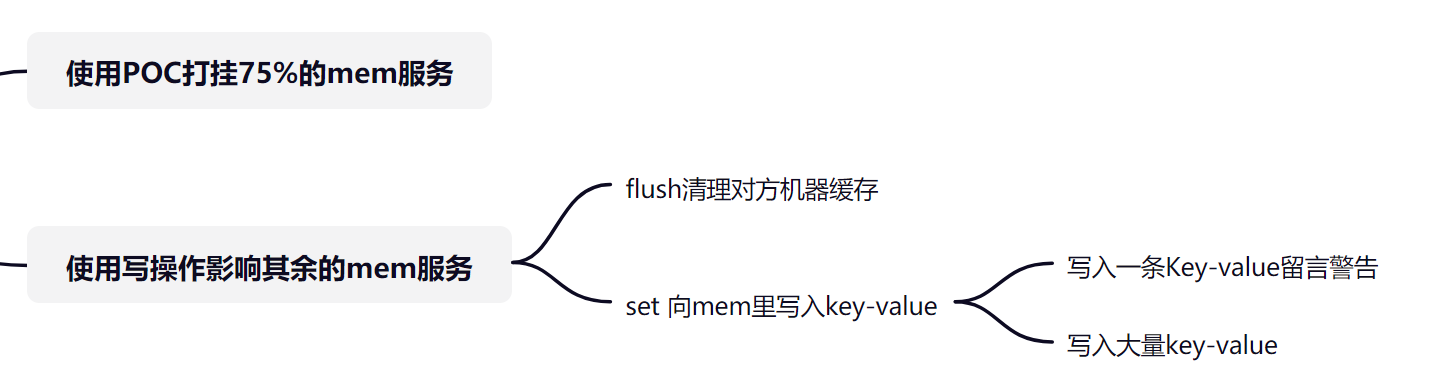 使用POC打挂75%的mem服务
flush清理对方机器缓存
使用写操作影响其余的mem服务
写入一条Key-value留言警告
set 向mem里写入key-value
写入大量key-value